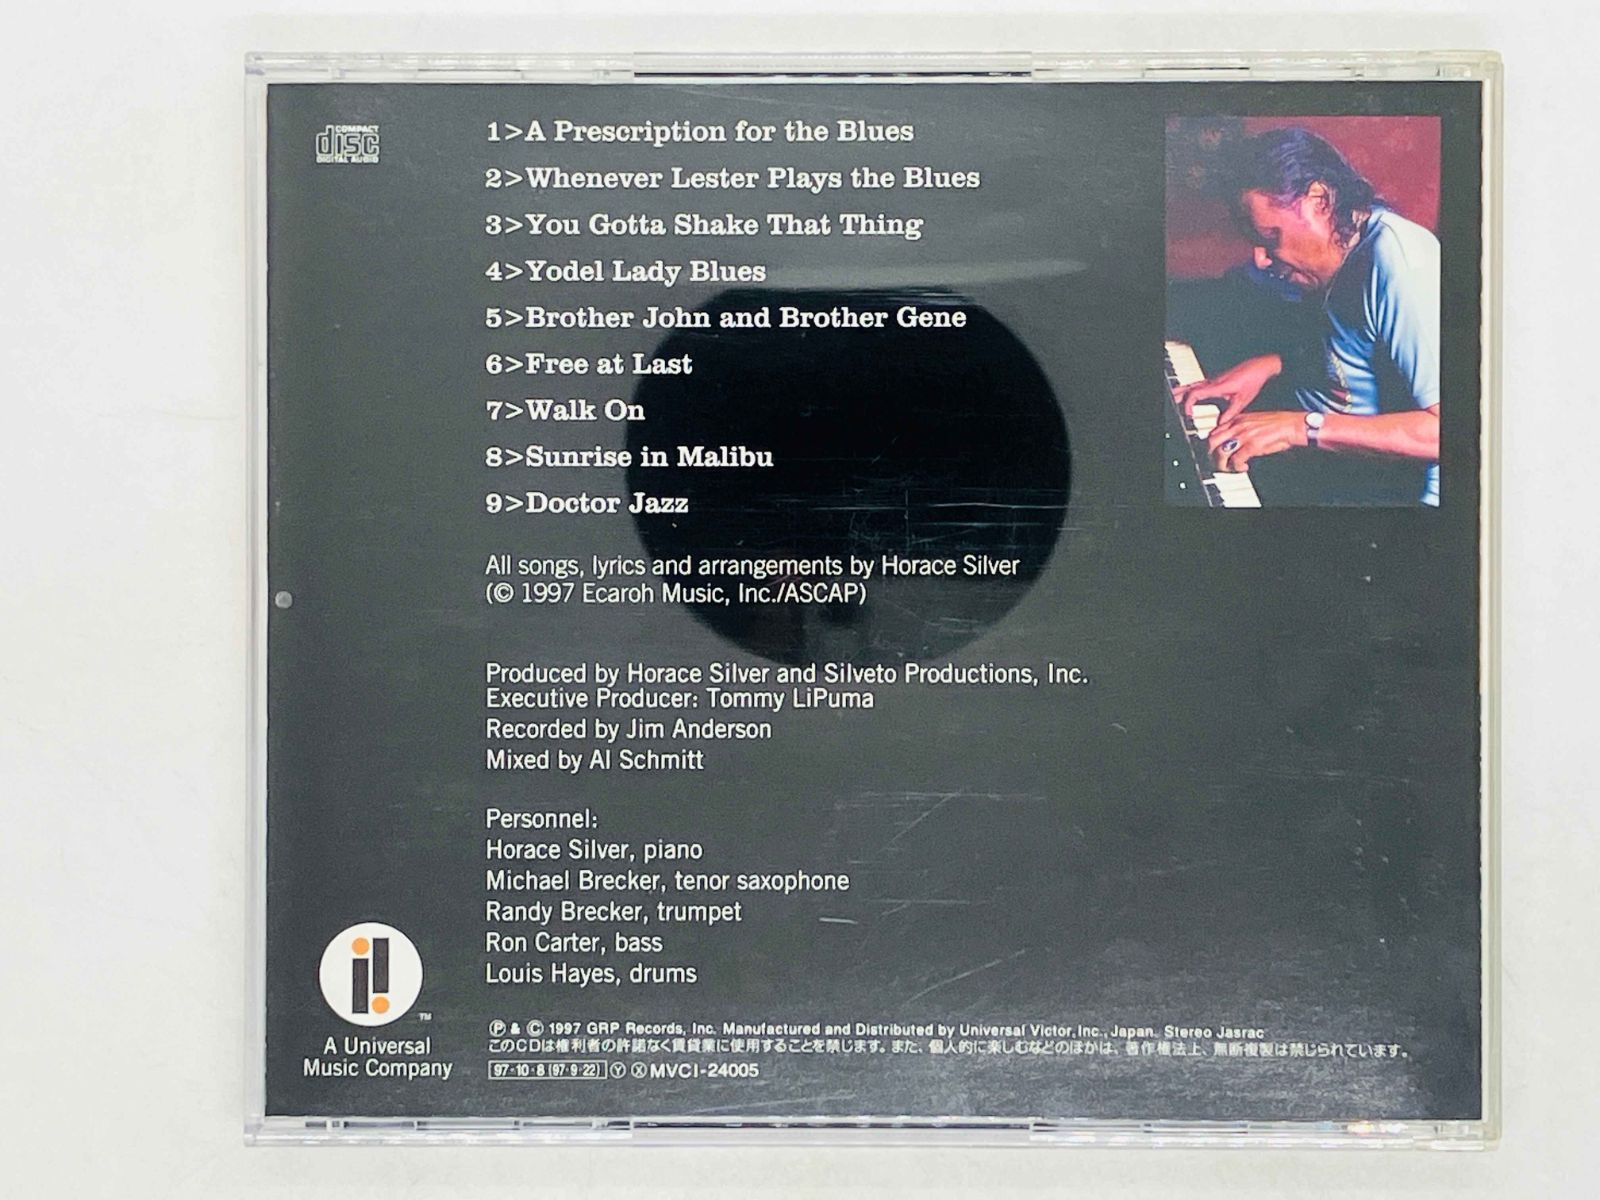 COMPACT
disc
DIGITAL AUDIO
1>A Prescription for the Blues
2>Whenever Lester Plays the Blues
3>You Gotta Shake That Thing
4>Yodel Lady Blues
5>Brother John and Brother Gene
6>Free at Last
7>Walk On
8>Sunrise in Malibu
9>Doctor Jazz
All songs, lyrics and arrangements by Horace Silver
(© 1997 Ecaroh Music, Inc./ASCAP)
Produced by Horace Silver and Silveto Productions, Inc.
Executive Producer: Tommy LiPuma
Recorded by Jim Anderson
Mixed by Al Schmitt
Personnel:
Horace Silver, piano
Michael Brecker, tenor saxophone
Randy Brecker, trumpet
Ron Carter, bass
Louis Hayes, drums
i!
TM
A Universal
Music Company
Ⓟ & © 1997 GRP Records, Inc. Manufactured and Distributed by Universal Victor, Inc., Japan. Stereo Jasrac
このCDは権利者の許諾なく賃貸業に使用することを禁じます。また、個人的に楽しむなどのほかは、著作権法上、無断複製は禁じられています。
97・10・8 (97・9・22) Ⓨ Ⓧ MVCI-24005